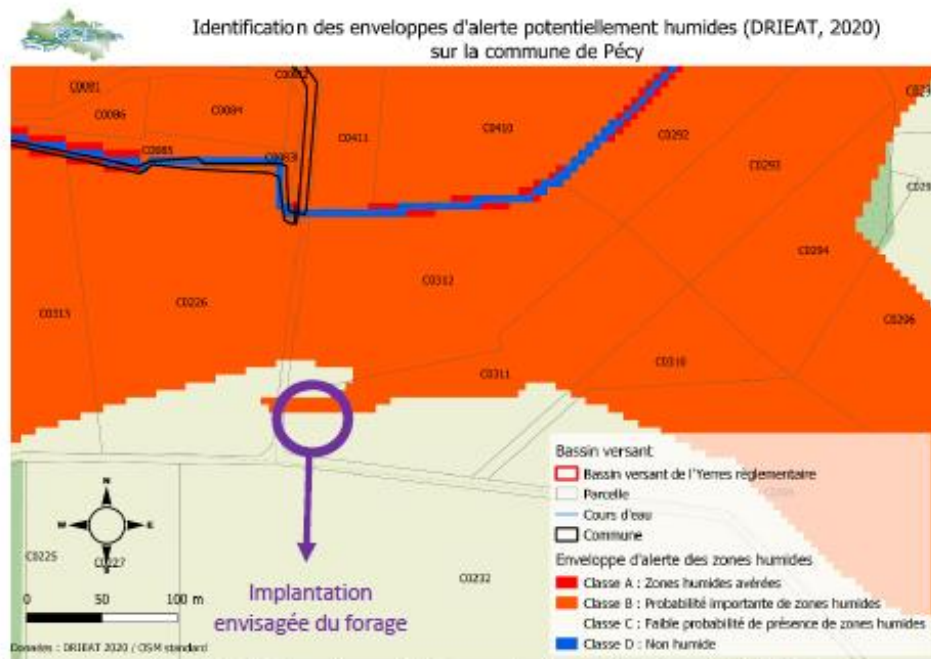 Identification des enveloppes d'alerte potentiellement humides (DRIEAT, 2020)
sur la commune de Pécy
C0081
C0086
C0084
C0085
C0083
C0411
C0410
C0292
C0293
C0294
C0296
C0313
C0226
C0312
C0311
C0310
Bassin versant
Bassin versant de l'Yerres règlementaire
Parcelle
Cours d'eau
Commune
Enveloppe d'alerte des zones humides
Classe A : Zones humides avérées
Classe B : Probabilité importante de zones humides
Classe C : Faible probabilité de présence de zones humides
Classe D : Non humide
N
W
E
S
C0225
C0227
C0232
0 50 100 m
Implantation
envisagée du forage
Données : DRIEAT 2020 / OSM standard